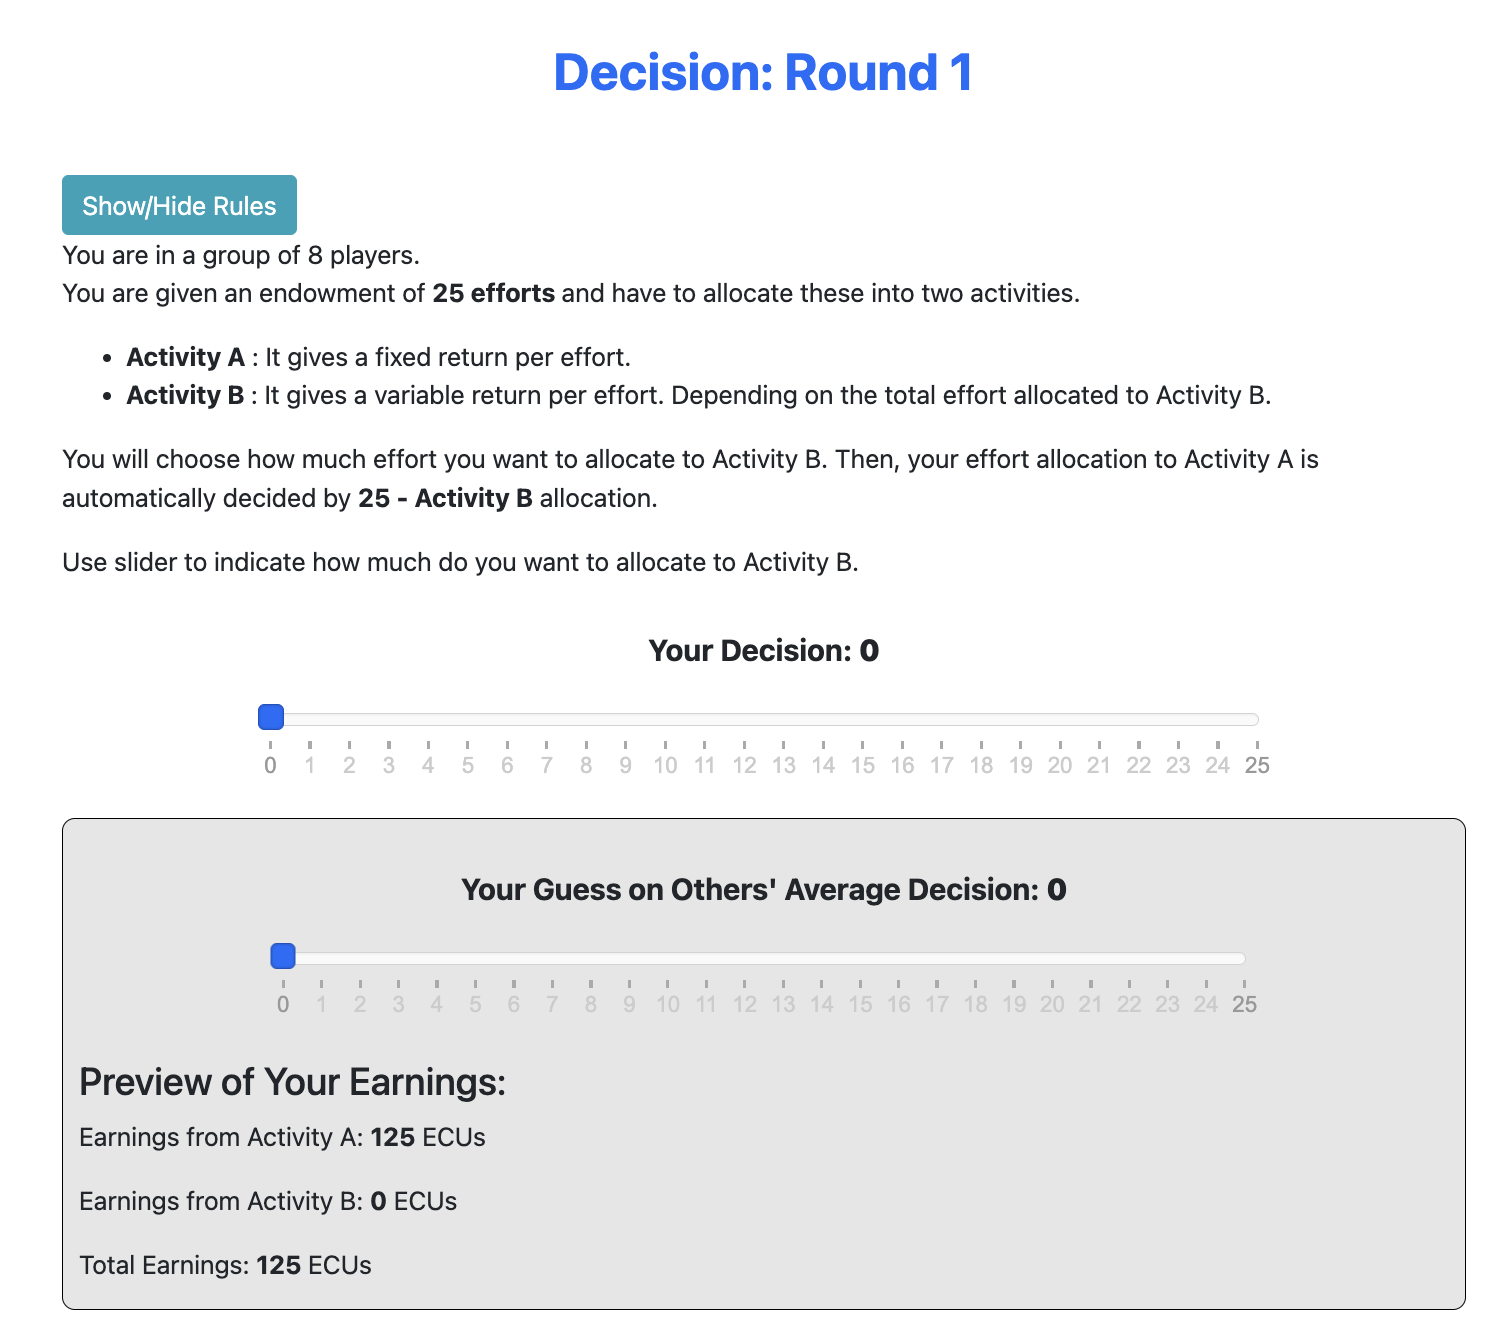 Decision: Round 1
Show/Hide Rules
You are in a group of 8 players.
You are given an endowment of 25 efforts and have to allocate these into two activities.
• Activity A : It gives a fixed return per effort.
• Activity B : It gives a variable return per effort. Depending on the total effort allocated to Activity B.
You will choose how much effort you want to allocate to Activity B. Then, your effort allocation to Activity A is
automatically decided by 25 - Activity B allocation.
Use slider to indicate how much do you want to allocate to Activity B.
Your Decision: 0
0 1 2 3 4 5 6 7 8 9 10 11 12 13 14 15 16 17 18 19 20 21 22 23 24 25
Your Guess on Others' Average Decision: 0
0 1 2 3 4 5 6 7 8 9 10 11 12 13 14 15 16 17 18 19 20 21 22 23 24 25
Preview of Your Earnings:
Earnings from Activity A: 125 ECUs
Earnings from Activity B: 0 ECUs
Total Earnings: 125 ECUs